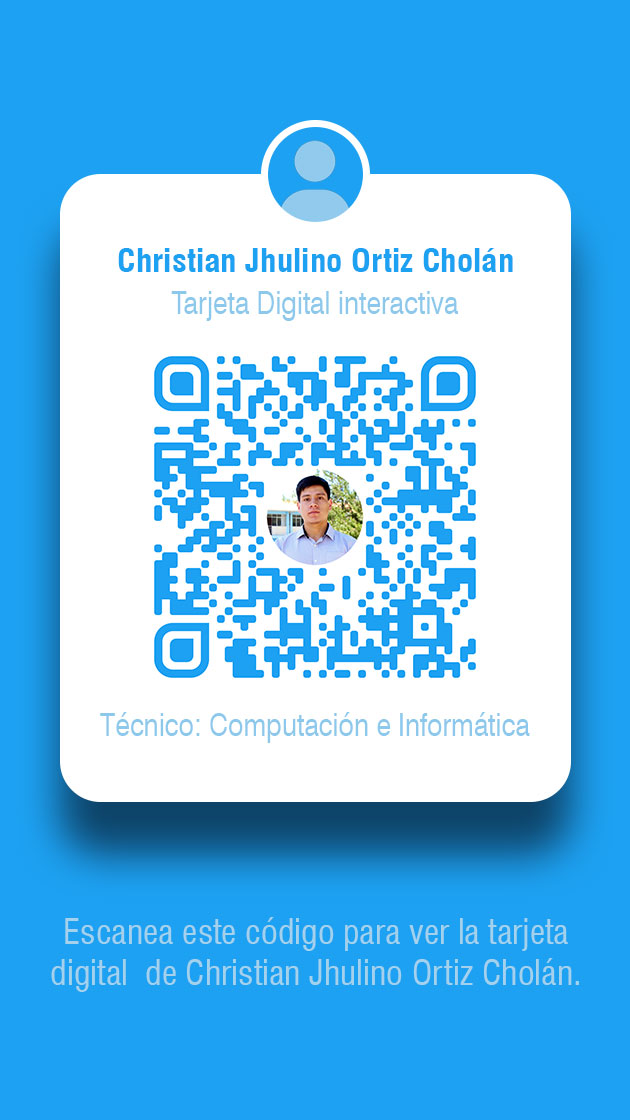 Christian Jhulino Ortiz Cholán
Tarjeta Digital interactiva
Técnico: Computación e Informática
Escanea este código para ver la tarjeta
digital  de Christian Jhulino Ortiz Cholán.